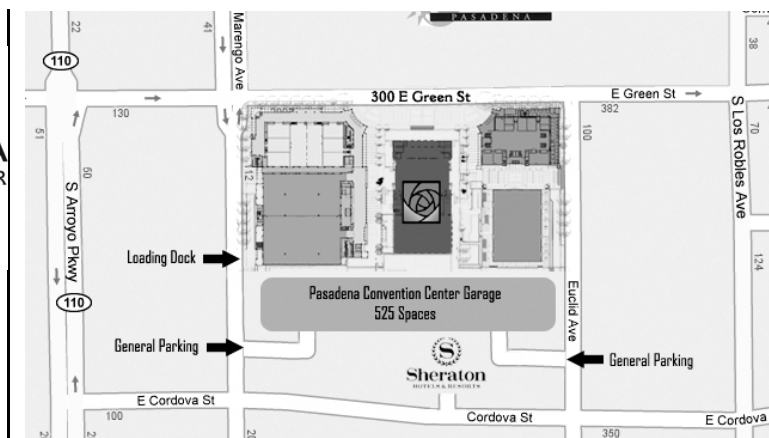 PASADENA
22
41
Marengo Ave
38
110
300 E Green St
E Green St
130
382
51
50
100
70
S Los Robles Ave
A
R
12
S Arroyo Pkwy
Loading Dock
124
Pasadena Convention Center Garage
525 Spaces
Euclid Ave
110
General Parking
S
Sheraton
HOTELS & RESORTS
General Parking
E Cordova St
100
Cordova St
E Cordova
350